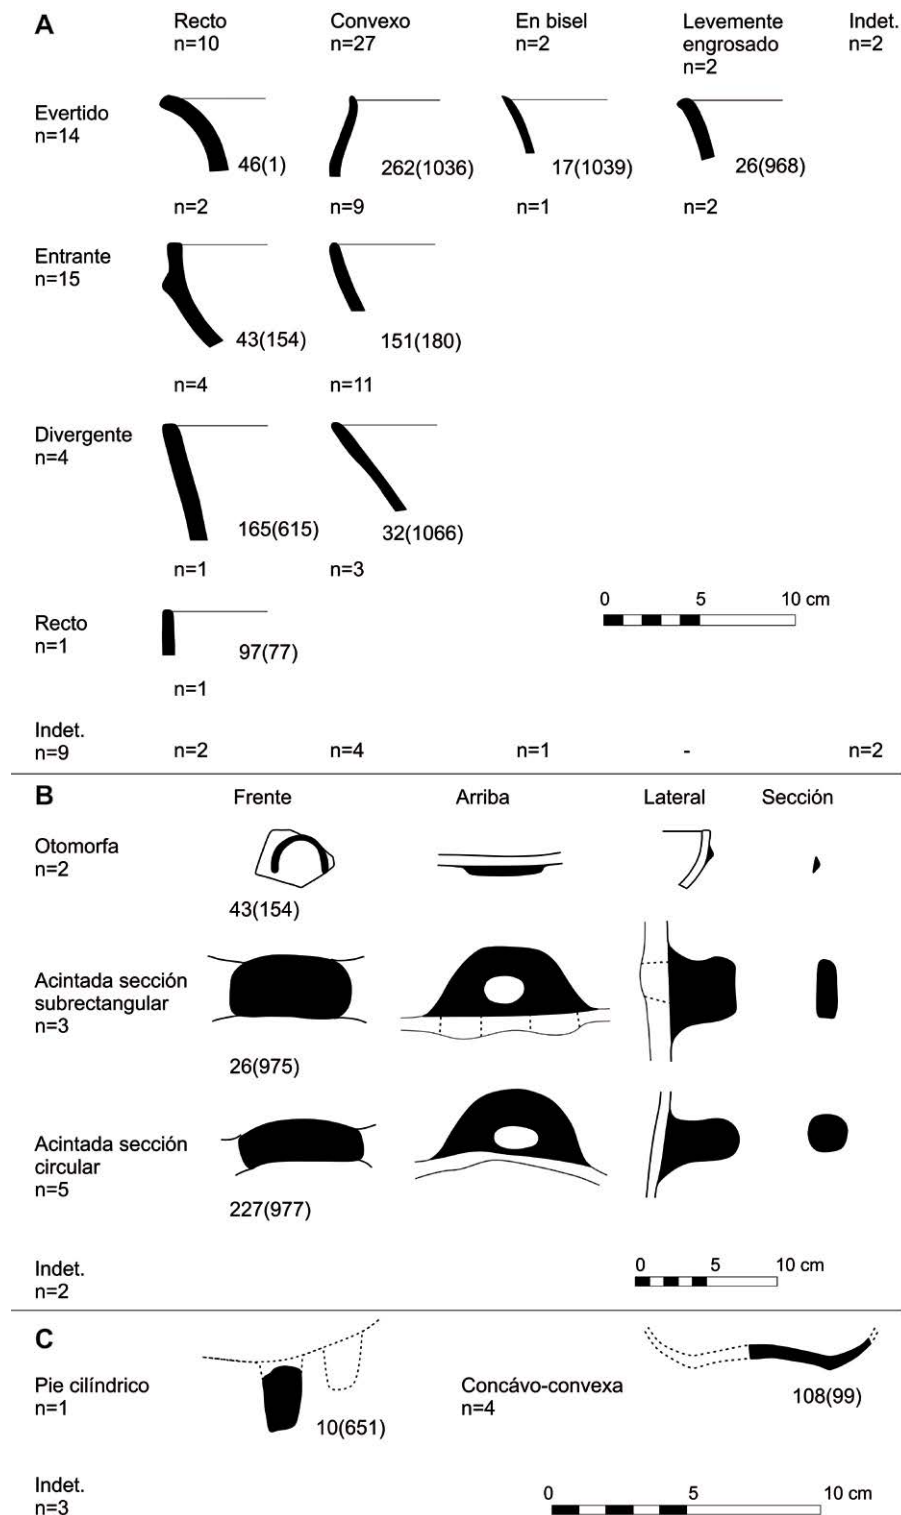 A
Recto
n=10
Convexo
n=27
En bisel
n=2
Levemente
engrosado
n=2
Indet.
n=2
Evertido
n=14
46(1)
262(1036)
17(1039)
26(968)
n=2
n=9
n=1
n=2
Entrante
n=15
43(154)
151(180)
n=4
n=11
Divergente
n=4
165(615)
32(1066)
n=1
n=3
0 5 10 cm
Recto
n=1
97(77)
n=1
Indet.
n=9
n=2
n=4
n=1
-
n=2
B
Frente
Arriba
Lateral
Sección
Otomorfa
n=2
43(154)
Acintada sección
subrectangular
n=3
26(975)
Acintada sección
circular
n=5
227(977)
Indet.
n=2
0 5 10 cm
C
Pie cilíndrico
n=1
10(651)
Concávo-convexa
n=4
108(99)
Indet.
n=3
0 5 10 cm